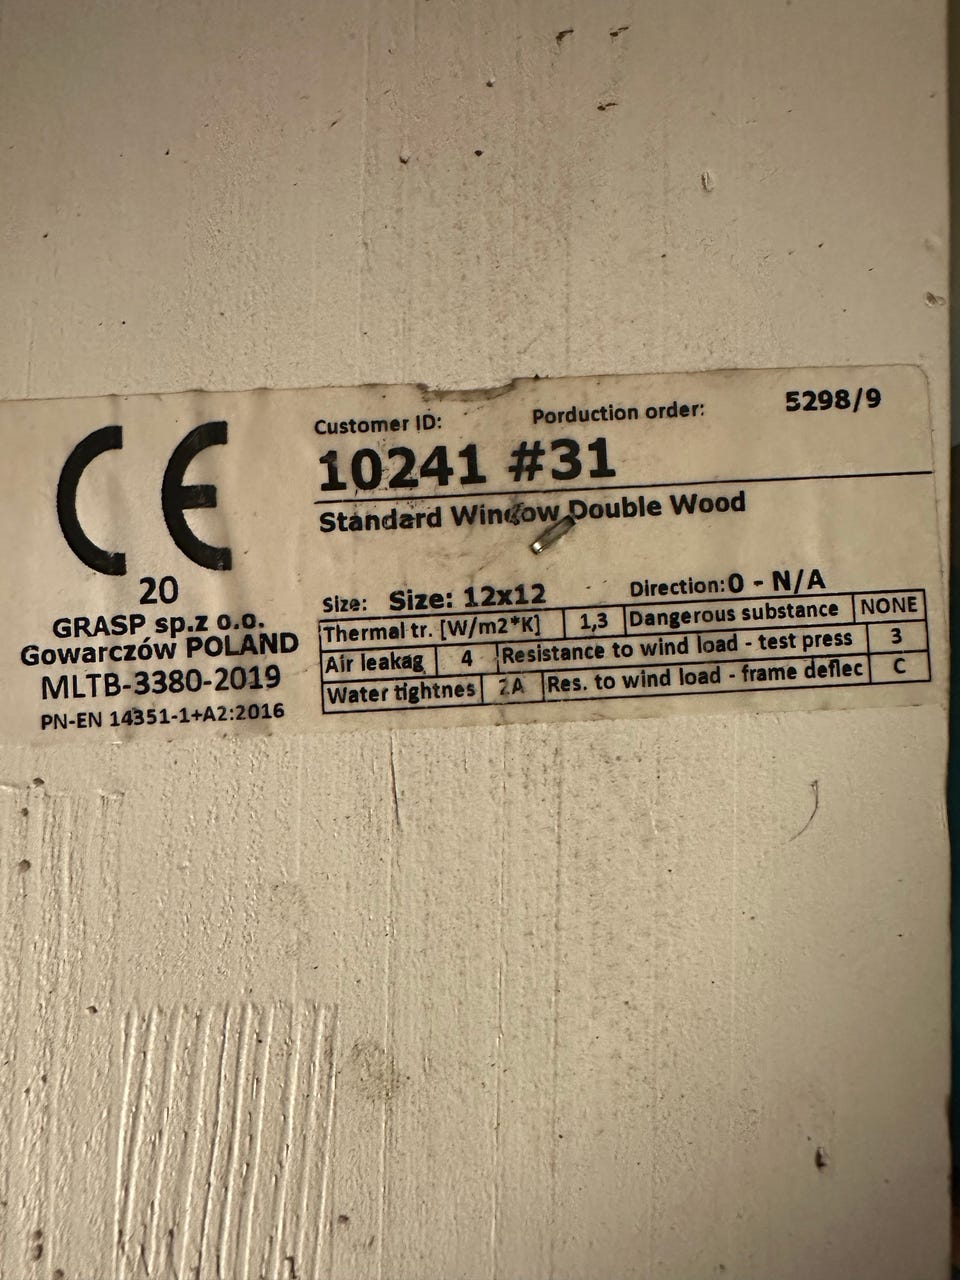 CE
20
GRASP sp.z o.o.
Gowarczów POLAND
MLTB-3380-2019
PN-EN 14351-1+A2:2016
Customer ID: Porduction order: 5298/9
10241 #31
Standard Window Double Wood
Size: Size: 12x12 Direction: 0 - N/A
Thermal tr. [W/m2*K] 1,3 Dangerous substance NONE
Air leakag 4 Resistance to wind load - test press 3
Water tightnes 2A Res. to wind load - frame deflec C